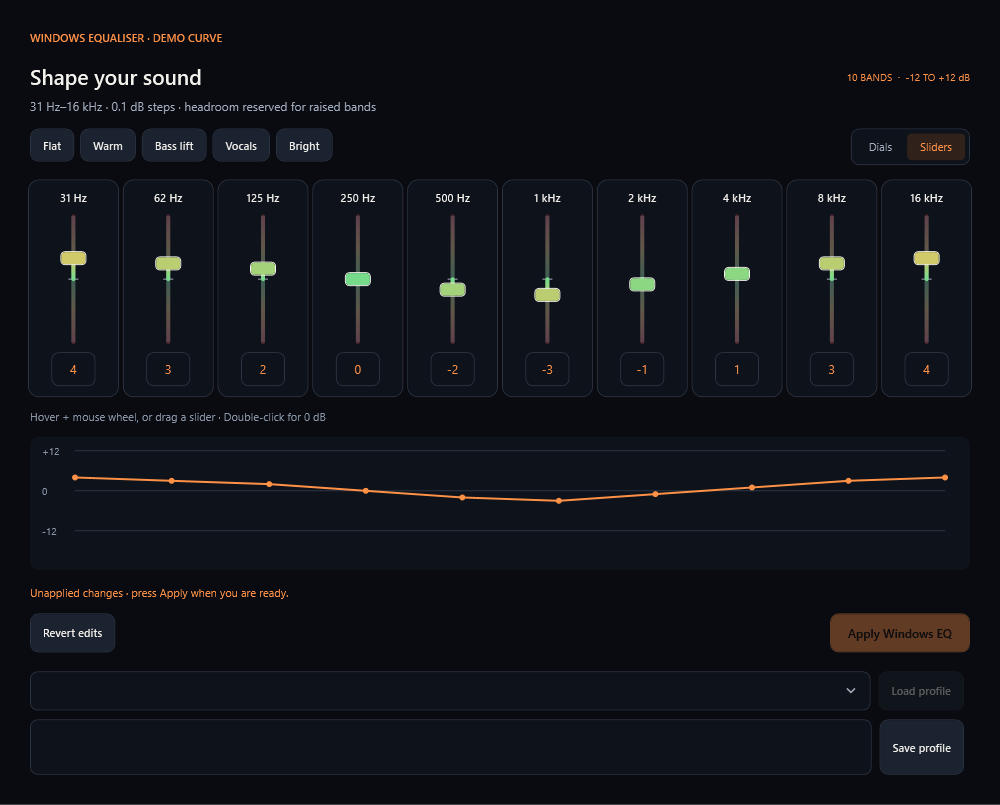 WINDOWS EQUALISER · DEMO CURVE
Shape your sound
10 BANDS · -12 TO +12 dB
31 Hz–16 kHz · 0.1 dB steps · headroom reserved for raised bands
Flat Warm Bass lift Vocals Bright
Dials Sliders
31 Hz 62 Hz 125 Hz 250 Hz 500 Hz 1 kHz 2 kHz 4 kHz 8 kHz 16 kHz
4 3 2 0 -2 -3 -1 1 3 4
Hover + mouse wheel, or drag a slider · Double-click for 0 dB
+12
0
-12
Unapplied changes · press Apply when you are ready.
Revert edits Apply Windows EQ
Load profile
Save profile